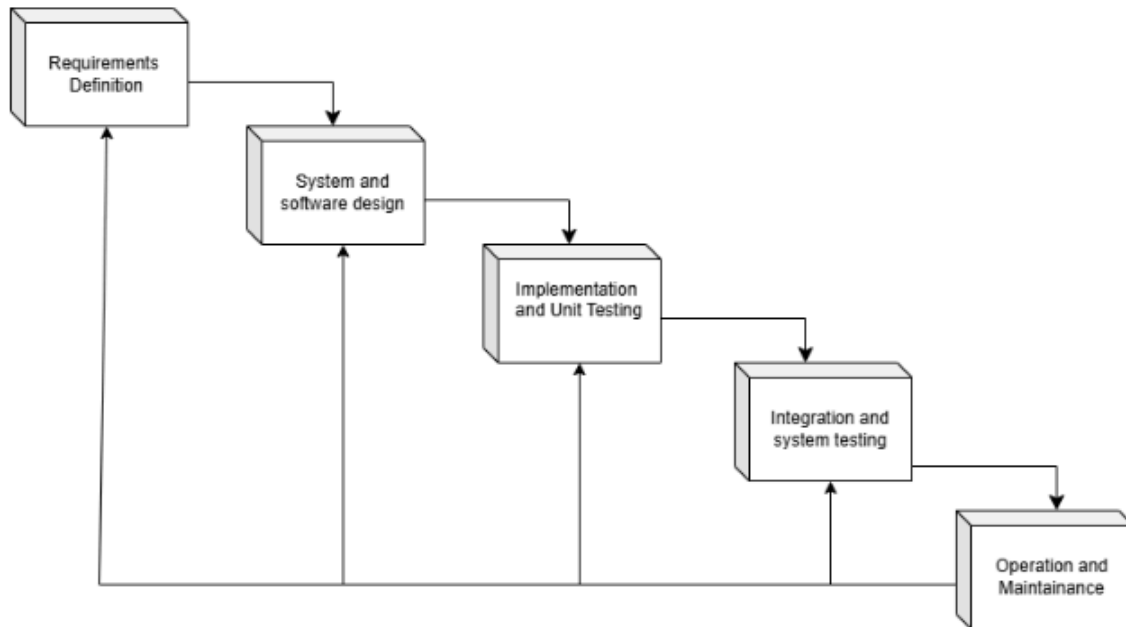 Requirements
Definition
System and
software design
Implementation
and Unit Testing
Integration and
system testing
Operation and
Maintainance